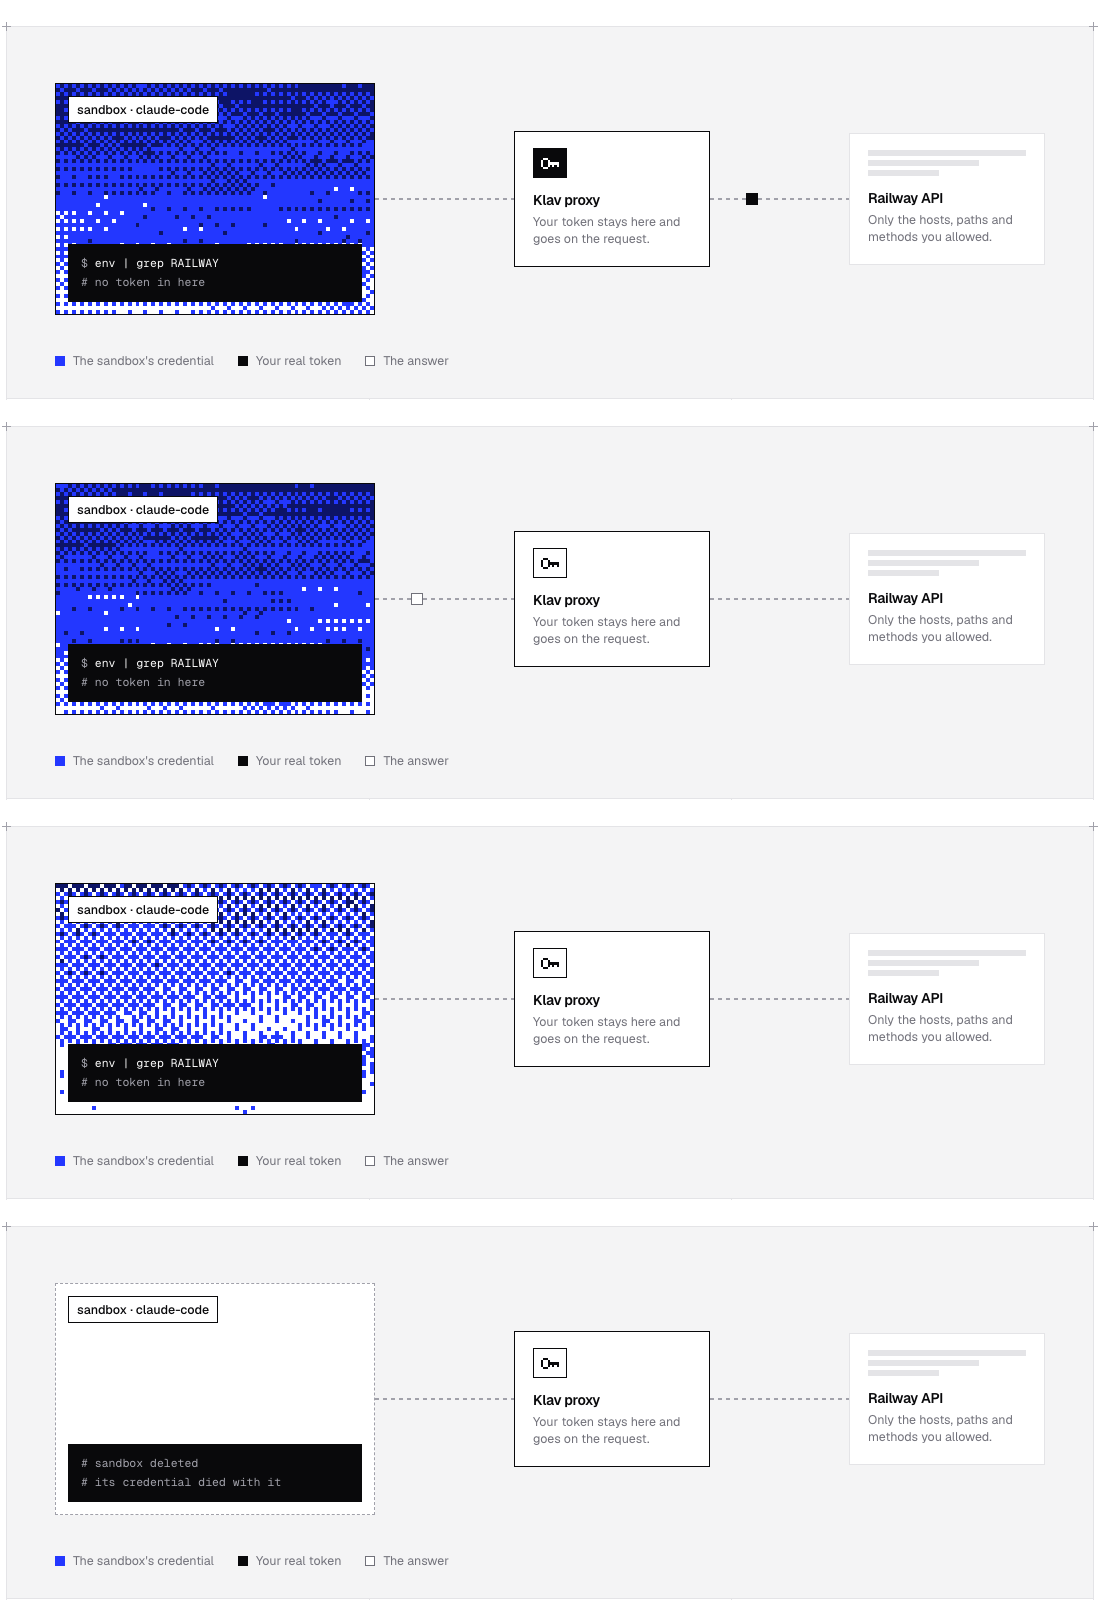 sandbox · claude-code
$ env | grep RAILWAY
# no token in here
Klav proxy
Your token stays here and
goes on the request.
Railway API
Only the hosts, paths and
methods you allowed.
The sandbox's credential
Your real token
The answer
sandbox · claude-code
$ env | grep RAILWAY
# no token in here
Klav proxy
Your token stays here and
goes on the request.
Railway API
Only the hosts, paths and
methods you allowed.
The sandbox's credential
Your real token
The answer
sandbox · claude-code
$ env | grep RAILWAY
# no token in here
Klav proxy
Your token stays here and
goes on the request.
Railway API
Only the hosts, paths and
methods you allowed.
The sandbox's credential
Your real token
The answer
sandbox · claude-code
# sandbox deleted
# its credential died with it
Klav proxy
Your token stays here and
goes on the request.
Railway API
Only the hosts, paths and
methods you allowed.
The sandbox's credential
Your real token
The answer